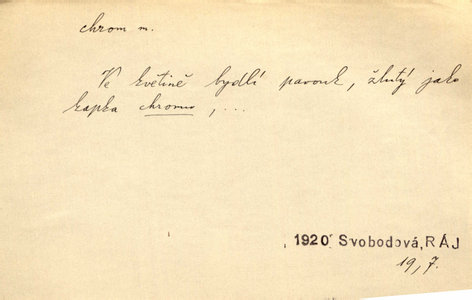 chrom m.
Ve květině bydlí pavouk, žlutý jako
kapka chromu, ...
1920 Svobodová, RÁJ
19, 7.